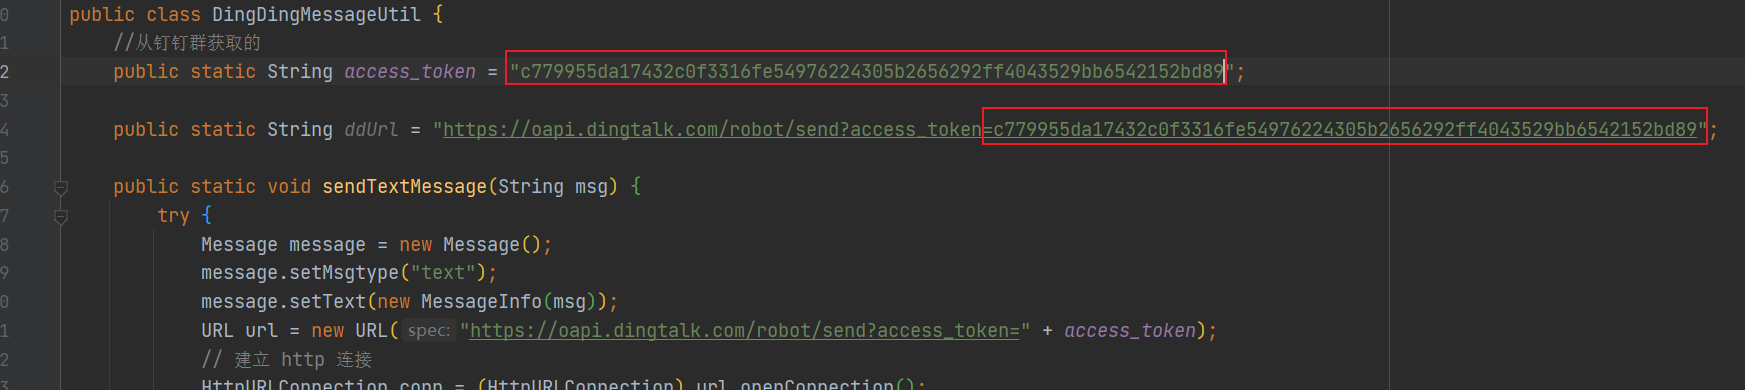 0 public class DingDingMessageUtil {
1 //从钉钉群获取的
2 public static String access_token = "c779955da17432c0f3316fe54976224305b2656292ff4043529bb6542152bd89";
3
4 public static String ddUrl = "https://oapi.dingtalk.com/robot/send?access_token=c779955da17432c0f3316fe54976224305b2656292ff4043529bb6542152bd89";
5
6 public static void sendTextMessage(String msg) {
7 try {
8 Message message = new Message();
9 message.setMsgtype("text");
0 message.setText(new MessageInfo(msg));
1 URL url = new URL( spec: "https://oapi.dingtalk.com/robot/send?access_token=" + access_token);
2 // 建立 http 连接
3 HttpURLConnection conn = (HttpURLConnection) url.openConnection();